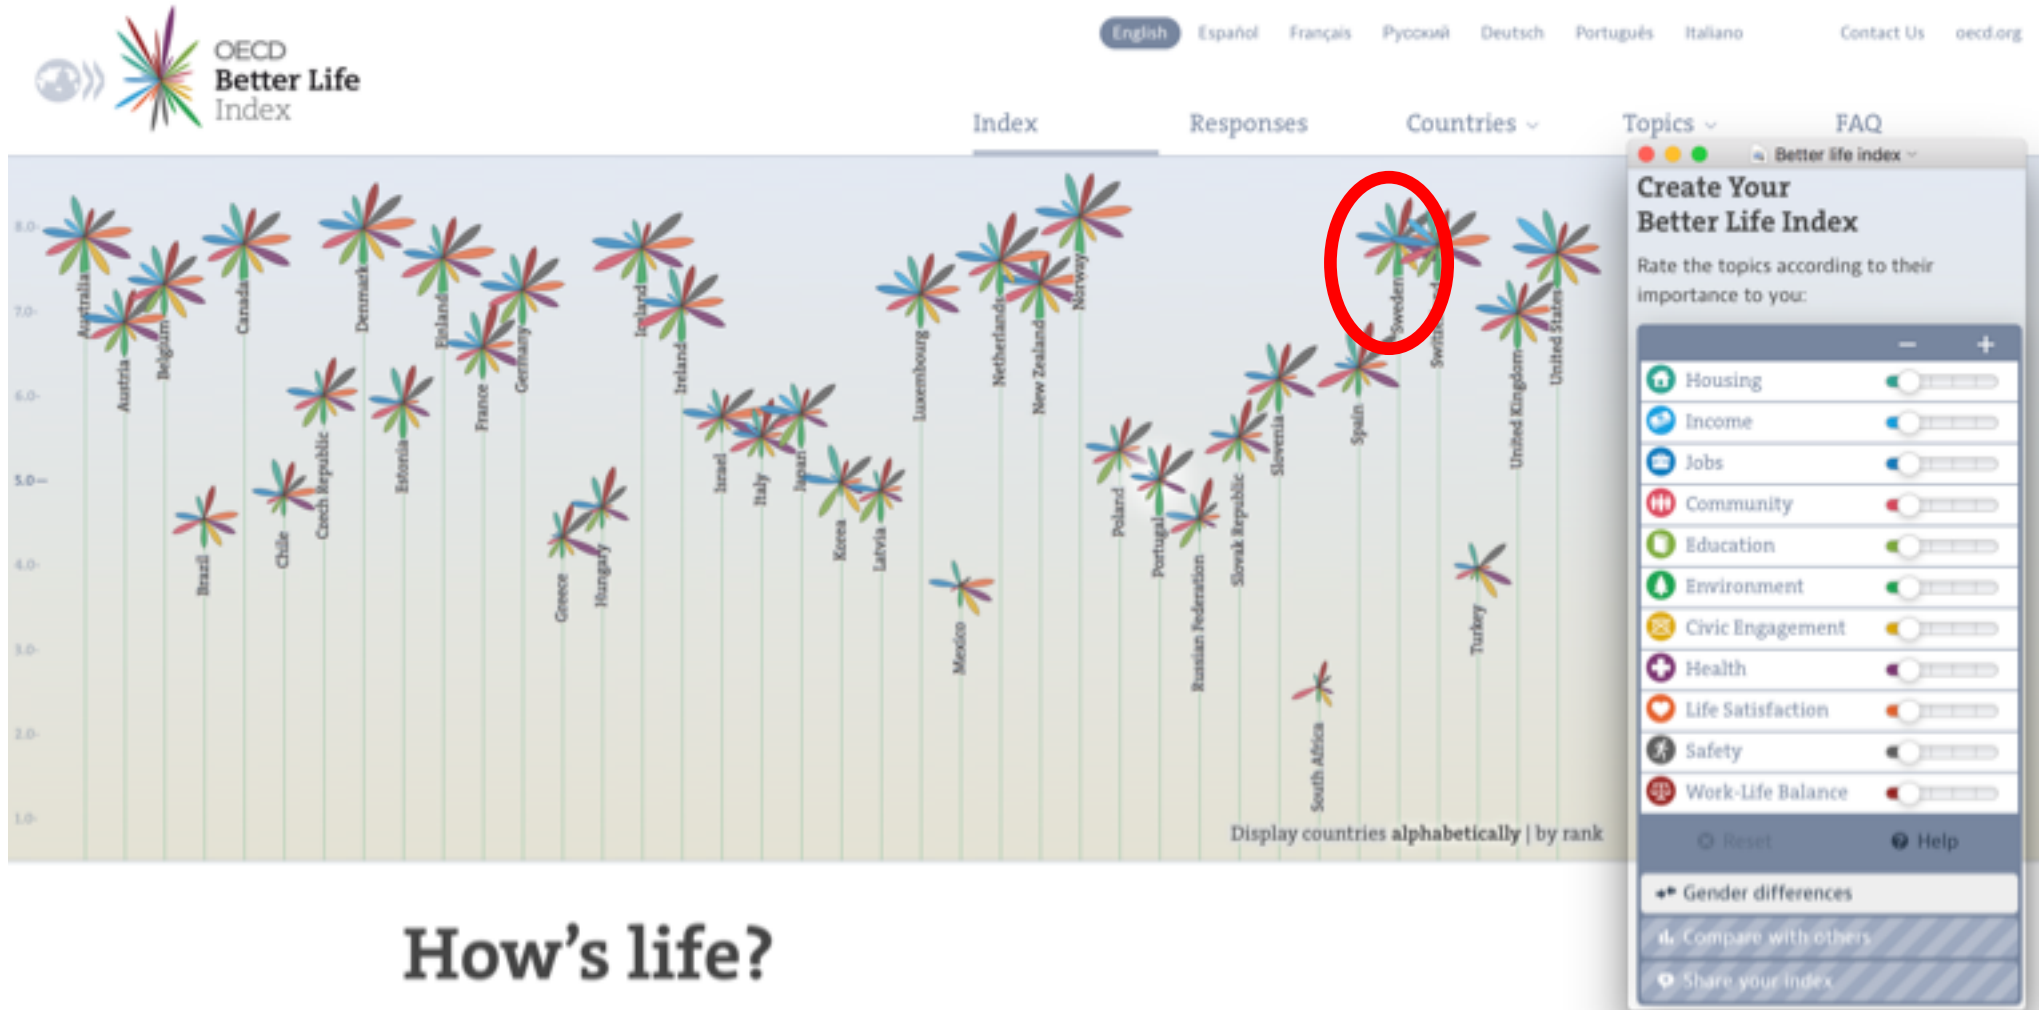 OECD
Better Life
Index
English Español Français Русский Deutsch Português Italiano Contact Us oecd.org
Index Responses Countries Topics FAQ
Better life index
Create Your
Better Life Index
Rate the topics according to their
importance to you:
− +
Housing
Income
Jobs
Community
Education
Environment
Civic Engagement
Health
Life Satisfaction
Safety
Work-Life Balance
Reset Help
Gender differences
Compare with others
Share your index
8.0
7.0
6.0
5.0
4.0
3.0
2.0
1.0
Australia
Austria
Belgium
Brazil
Canada
Chile
Czech Republic
Denmark
Estonia
Finland
France
Germany
Greece
Hungary
Iceland
Ireland
Israel
Italy
Japan
Korea
Latvia
Luxembourg
Mexico
Netherlands
New Zealand
Norway
Poland
Portugal
Russian Federation
Slovak Republic
Slovenia
South Africa
Spain
Sweden
Turkey
United Kingdom
United States
Display countries alphabetically | by rank
How's life?